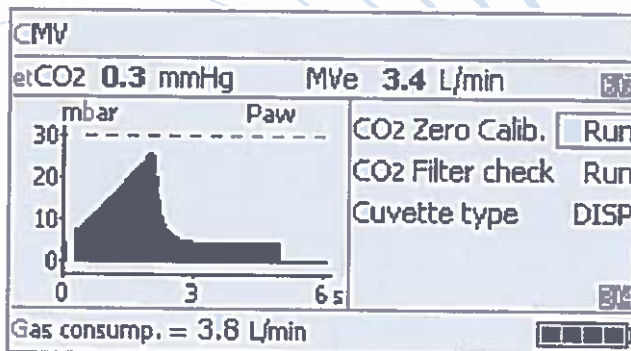 CMV
etCO2 0.3 mmHg MVe 3.4 L/min
mbar Paw
30
20
10
0
0 3 6 s
CO2 Zero Calib. Run
CO2 Filter check Run
Cuvette type DISP
Gas consump. = 3.8 L/min